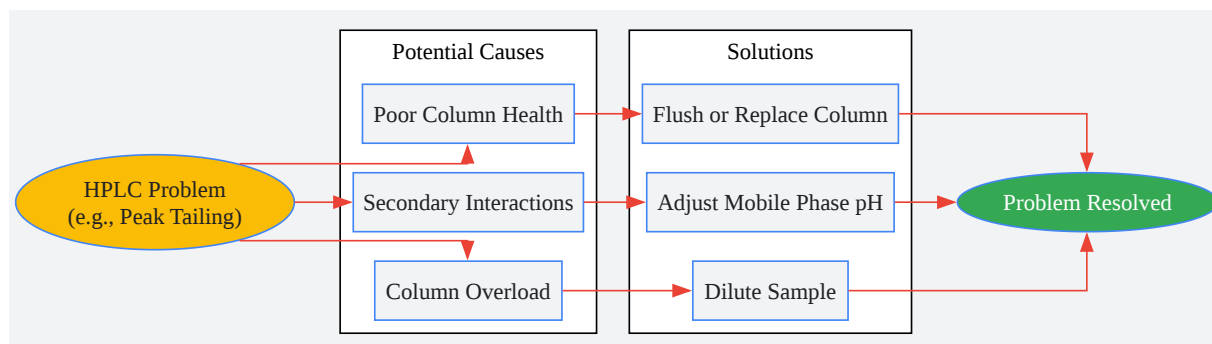 HPLC Problem
(e.g., Peak Tailing)
Potential Causes
Poor Column Health
Secondary Interactions
Column Overload
Solutions
Flush or Replace Column
Adjust Mobile Phase pH
Dilute Sample
Problem Resolved